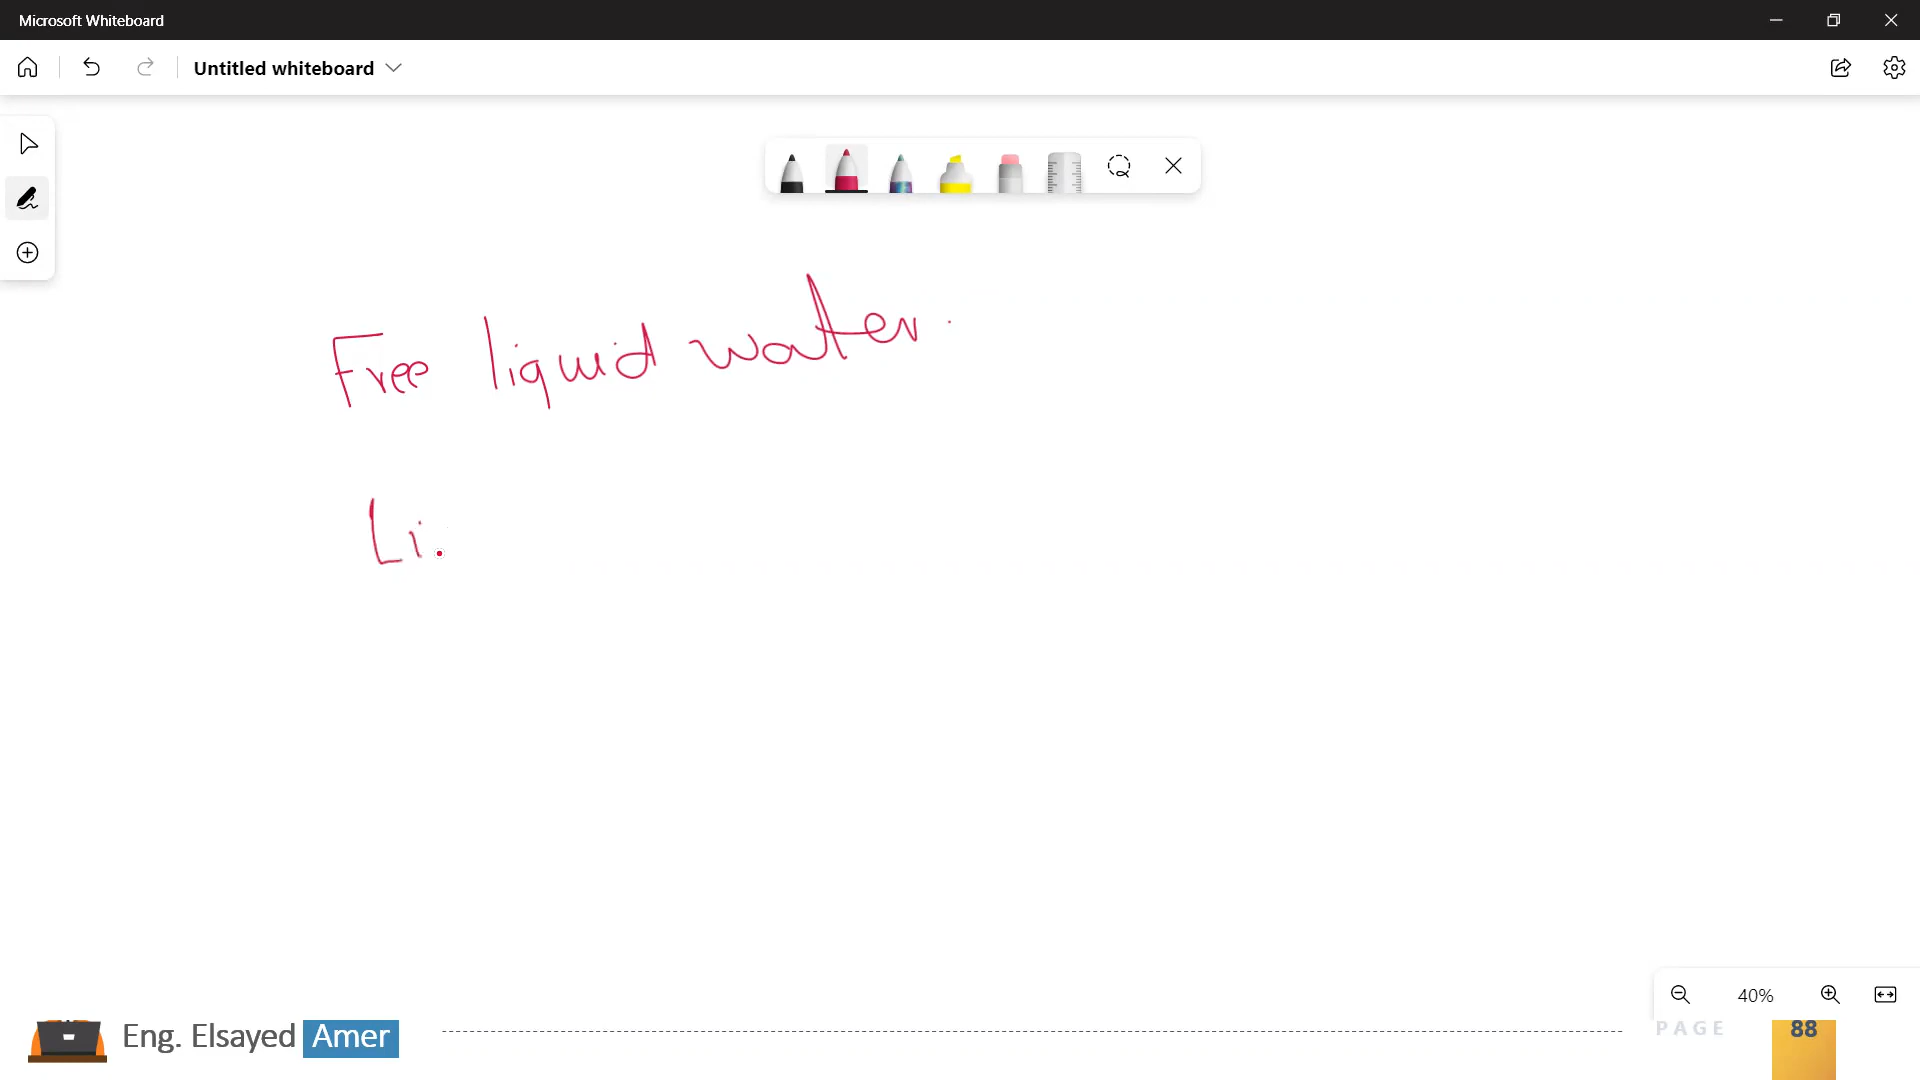 Microsoft Whiteboard
Untitled whiteboard
Free liquid water.
Li.
40%
Eng. Elsayed Amer
PAGE 88